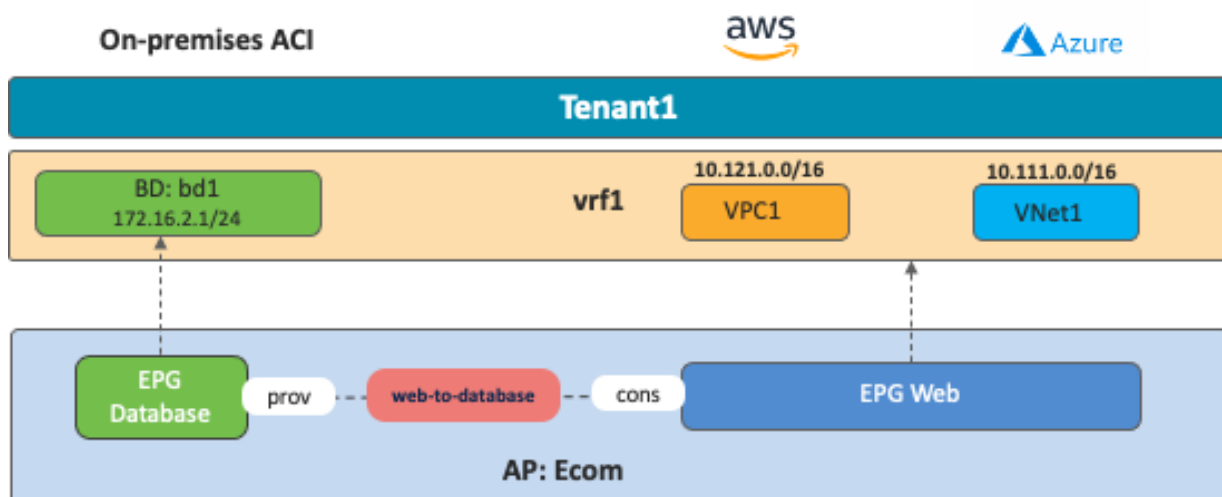 On-premises ACI
aws
Azure
Tenant1
BD: bd1
172.16.2.1/24
vrf1
10.121.0.0/16
VPC1
10.111.0.0/16
VNet1
EPG
Database
prov
web-to-database
cons
EPG Web
AP: Ecom